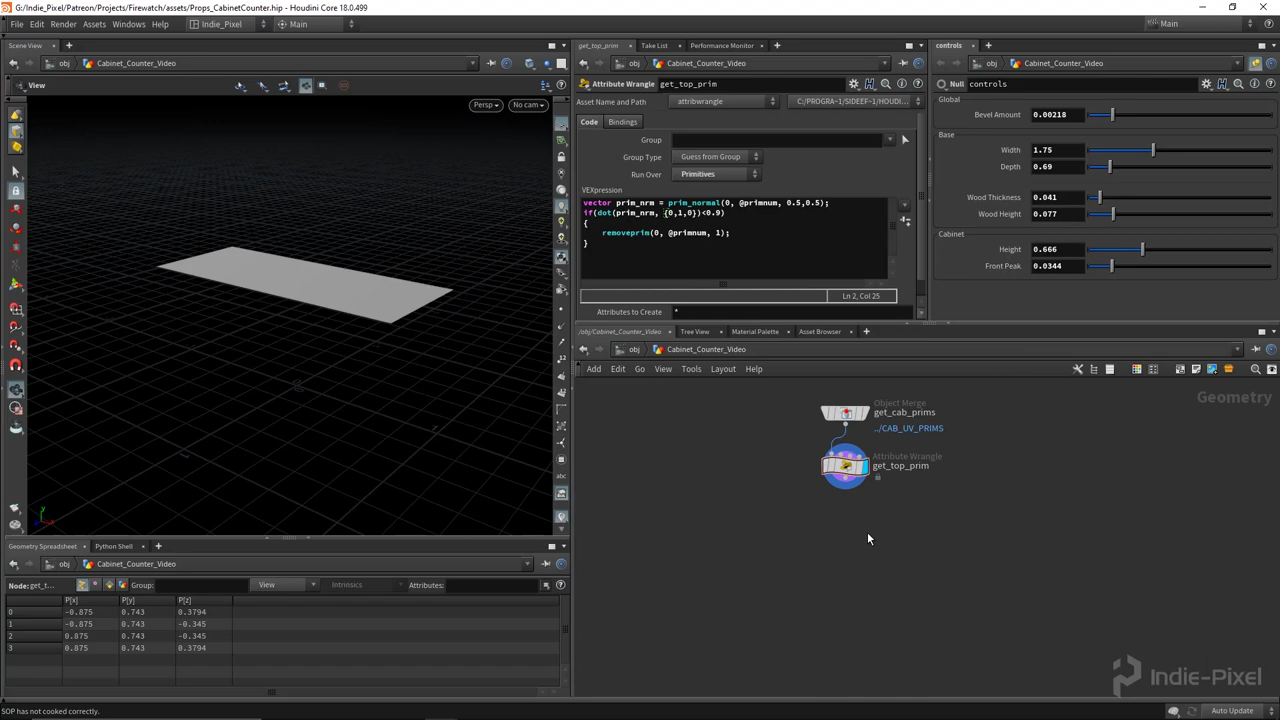 G:/Indie_Pixel/Patreon/Projects/Firewatch/assets/Props_CabinetCounter.hip - Houdini Core 18.0.499
File Edit Render Assets Windows Help Indie_Pixel Main Main
Scene View get_top_prim Take List Performance Monitor controls
obj Cabinet_Counter_Video obj Cabinet_Counter_Video obj Cabinet_Counter_Video
View Attribute Wrangle get_top_prim Null controls
Persp No cam
Asset Name and Path attribwrangle C:/PROGRA~1/SIDEEF~1/HOUDI...
Code Bindings
Group
Group Type Guess from Group
Run Over Primitives
VEXpression
vector prim_nrm = prim_normal(0, @primnum, 0.5,0.5);
if(dot(prim_nrm, {0,1,0})<0.9)
{
removeprim(0, @primnum, 1);
}
Ln 2, Col 25
Attributes to Create *
Global
Bevel Amount 0.00218
Base
Width 1.75
Depth 0.69
Wood Thickness 0.041
Wood Height 0.077
Cabinet
Height 0.666
Front Peak 0.0344
/obj/Cabinet_Counter_Video Tree View Material Palette Asset Browser
obj Cabinet_Counter_Video
Add Edit Go View Tools Layout Help
Geometry
Object Merge
get_cab_prims
../CAB_UV_PRIMS
Attribute Wrangle
get_top_prim
Geometry Spreadsheet Python Shell
obj Cabinet_Counter_Video
Node: get_t... Group: View Intrinsics Attributes:
P[x] P[y] P[z]
0 -0.875 0.743 0.3794
1 -0.875 0.743 -0.345
2 0.875 0.743 -0.345
3 0.875 0.743 0.3794
y
Indie-Pixel
SOP has not cooked correctly.
Auto Update